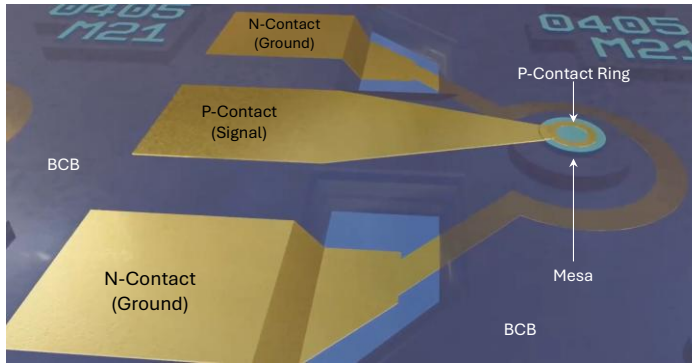 0405
M21
N-Contact
(Ground)
0405
M21
P-Contact Ring
P-Contact
(Signal)
BCB
Mesa
N-Contact
(Ground)
BCB